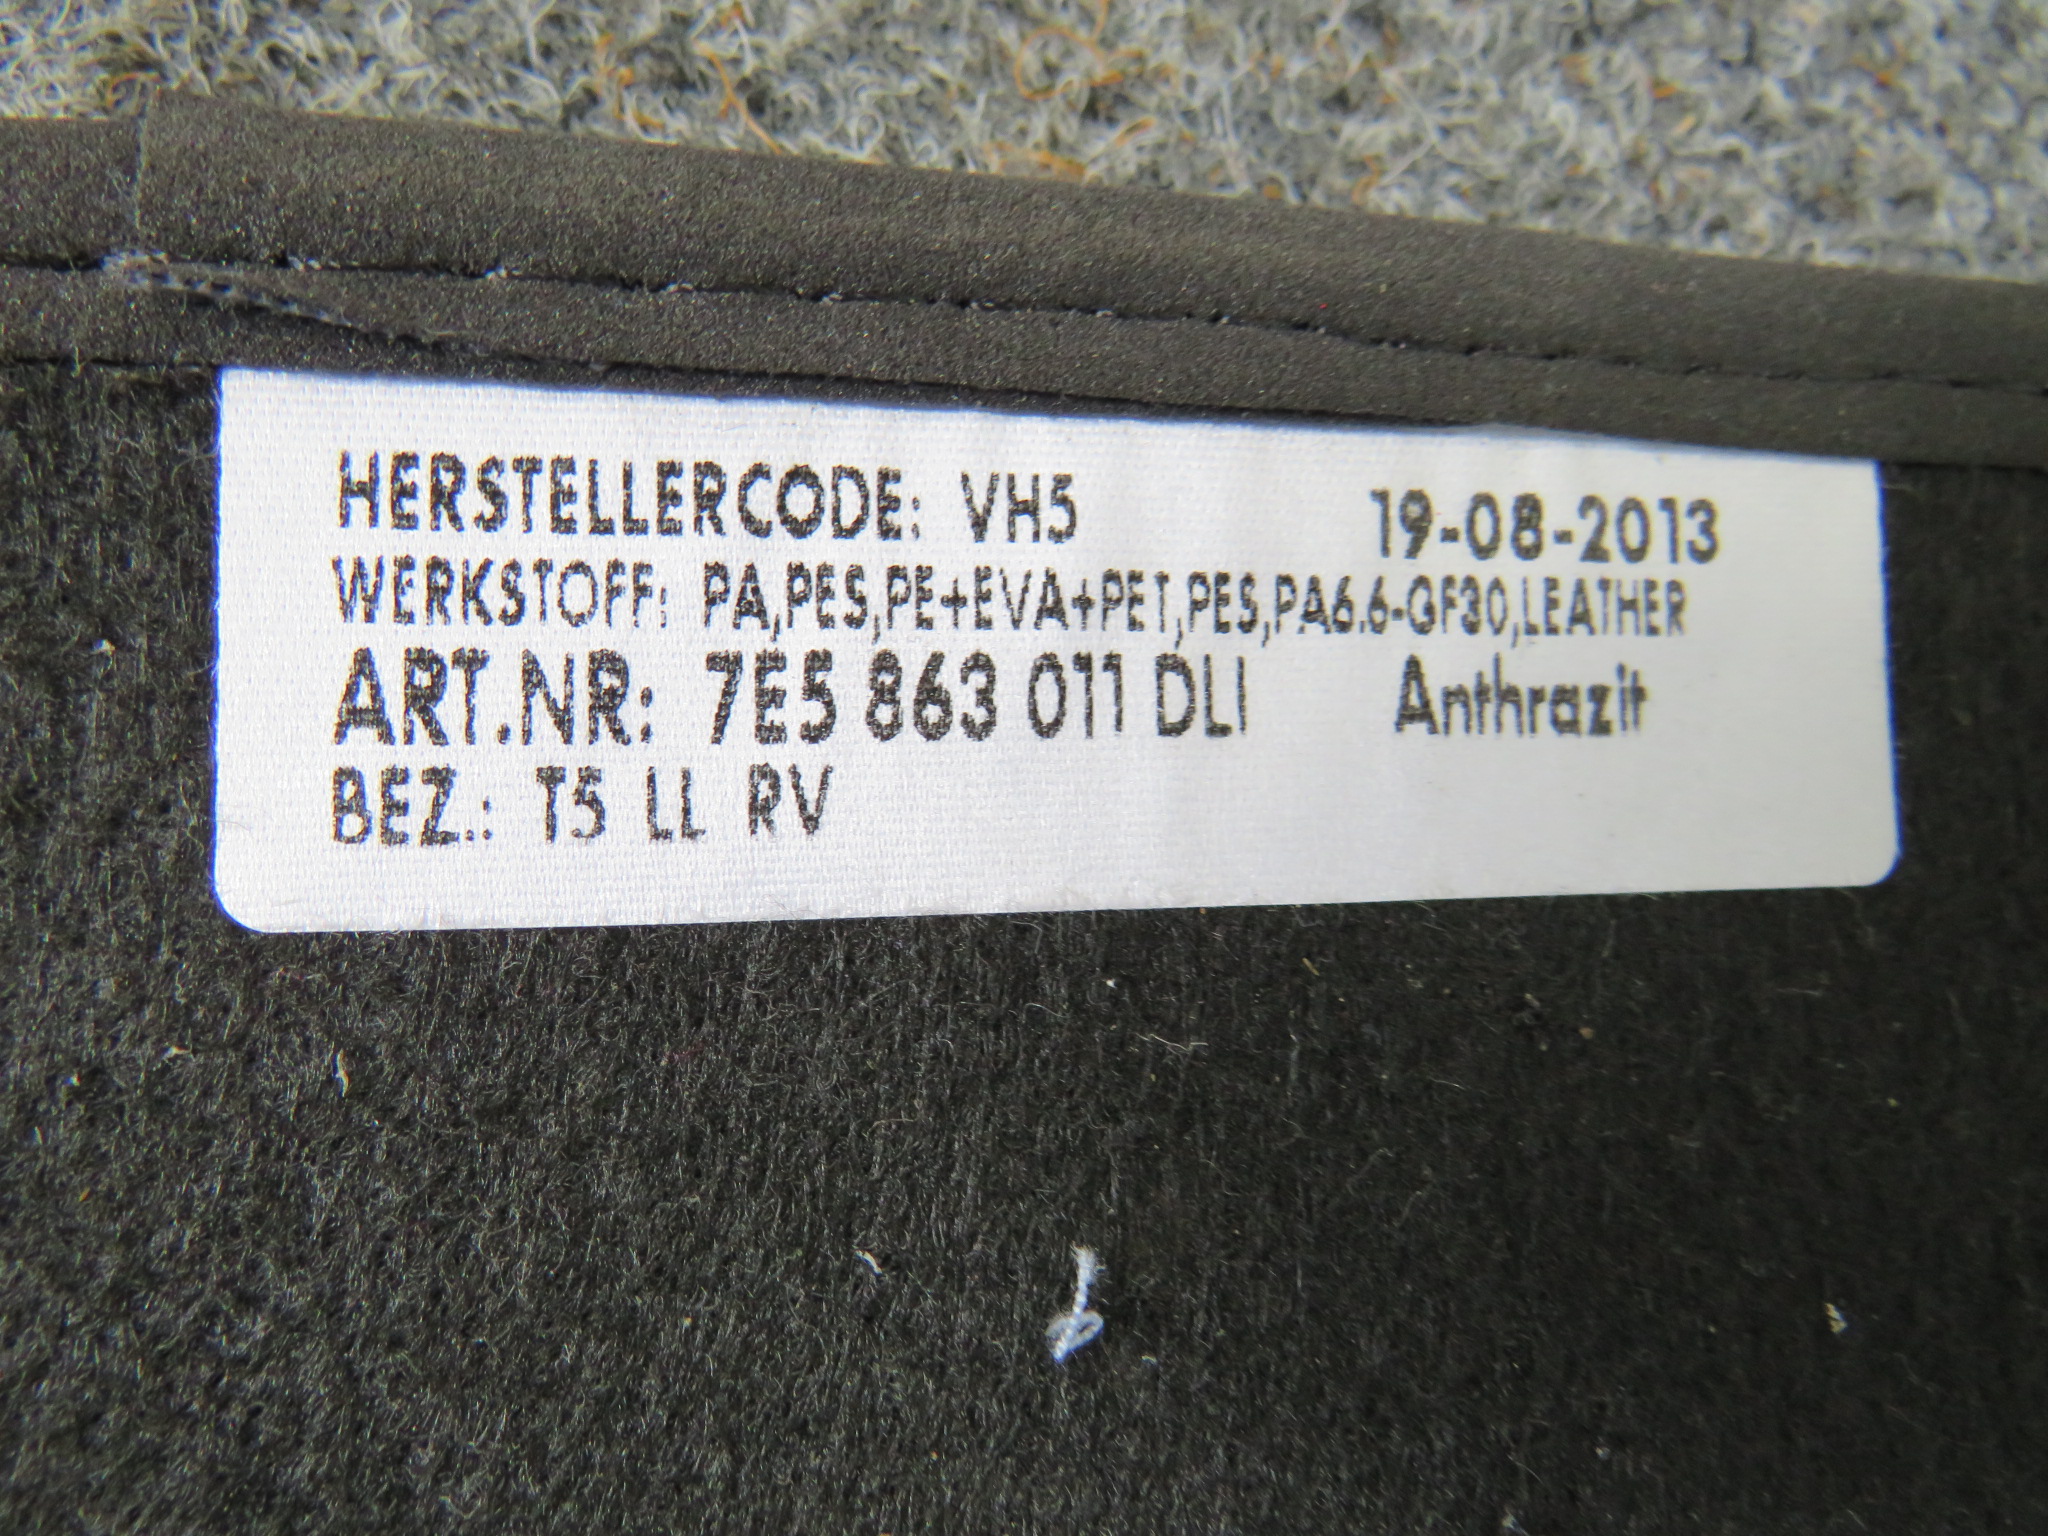 HERSTELLERCODE: VH5 19-08-2013
WERKSTOFF: PA,PES,PE+EVA+PET,PES,PA6.6-GF30,LEATHER
ART.NR: 7E5 863 011 DLI Anthrazit
BEZ.: T5 LL RV